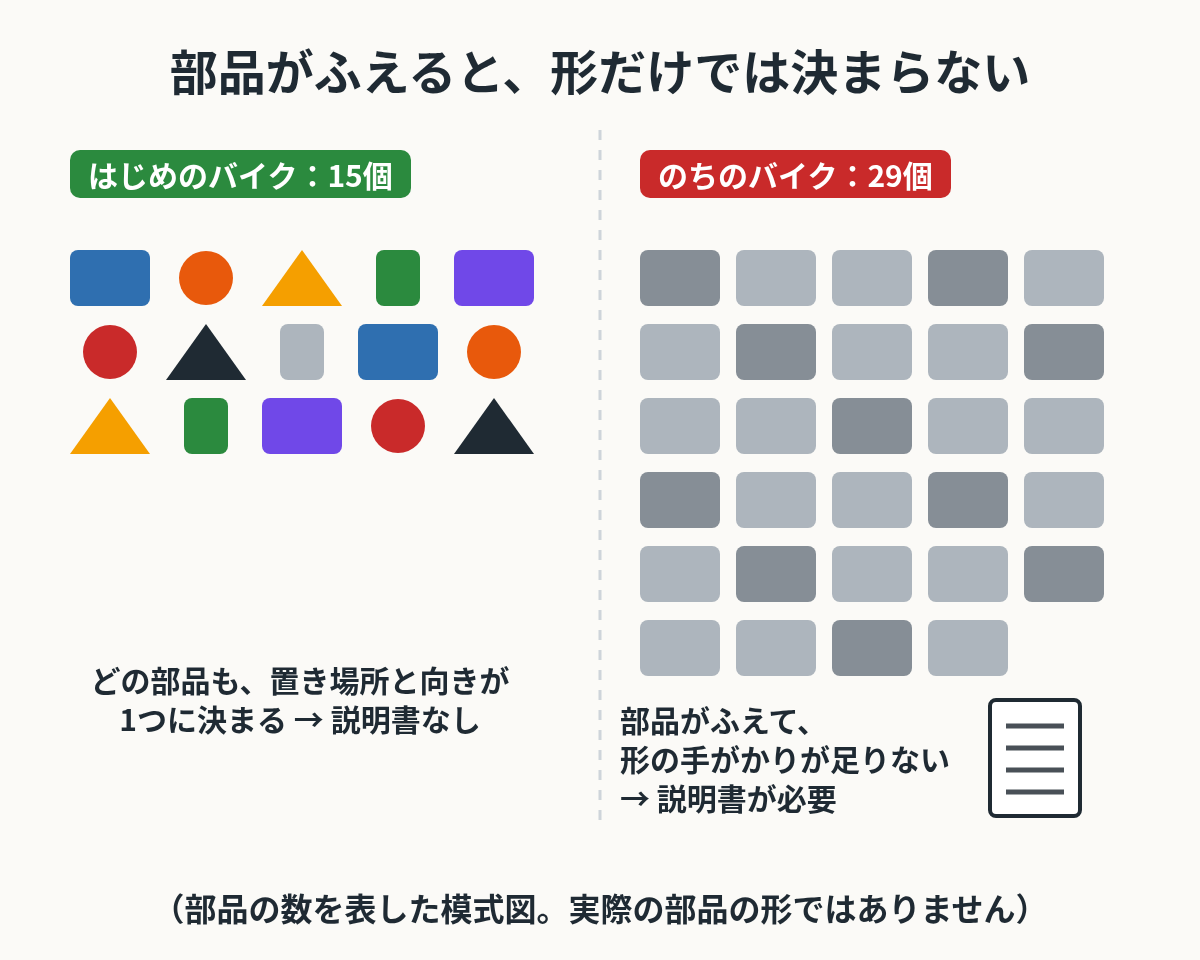 部品がふえると、形だけでは決まらない
はじめのバイク：15個
のちのバイク：29個
どの部品も、置き場所と向きが
1つに決まる → 説明書なし
部品がふえて、
形の手がかりが足りない
→ 説明書が必要
（部品の数を表した模式図。実際の部品の形ではありません）